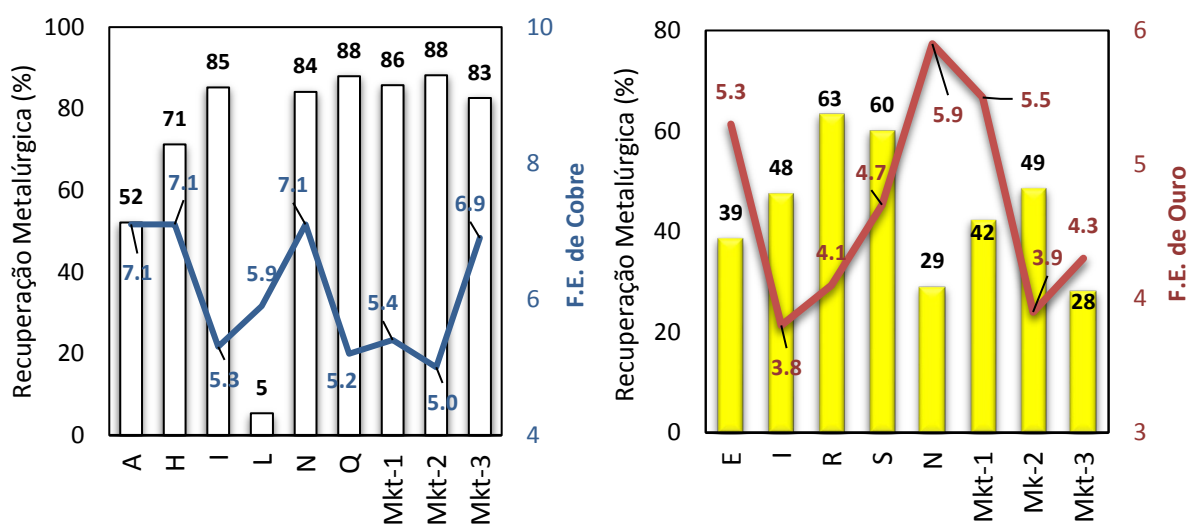 Recuperação Metalúrgica (%)
100
80
60
40
20
0
52
71
85
5
84
88
86
88
83
7.1
7.1
5.3
5.9
7.1
5.2
5.4
5.0
6.9
10
8
6
4
F.E. de Cobre
A
H
I
L
N
Q
Mkt-1
Mkt-2
Mkt-3
Recuperação Metalúrgica (%)
80
60
40
20
0
39
48
63
60
29
42
49
28
5.3
3.8
4.1
4.7
5.9
5.5
3.9
4.3
6
5
4
3
F.E. de Ouro
E
I
R
S
N
Mkt-1
Mk-2
Mkt-3